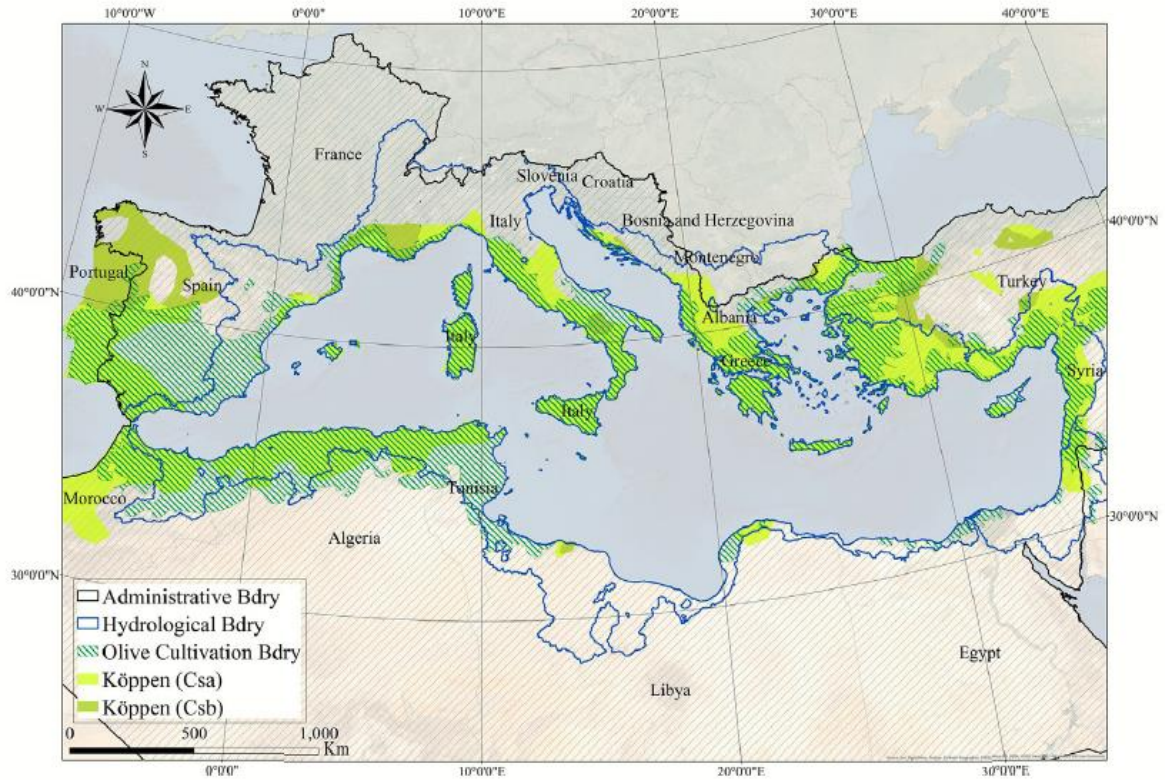 10°0'0"W 0°0'0" 10°0'0"E 20°0'0"E 30°0'0"E 40°0'0"E
N
W E
S
France
Slovenia
Croatia
Italy
Bosnia and Herzegovina
40°0'0"N
Montenegro
Portugal
Spain
Turkey
40°0'0"N
Albania
Italy
Greece
Syria
Italy
Morocco
Tunisia
30°0'0"N
Algeria
30°0'0"N
Administrative Bdry
Hydrological Bdry
Olive Cultivation Bdry
Köppen (Csa)
Köppen (Csb)
Egypt
Libya
0 500 1,000
Km
0°0'0" 10°0'0"E 20°0'0"E 30°0'0"E